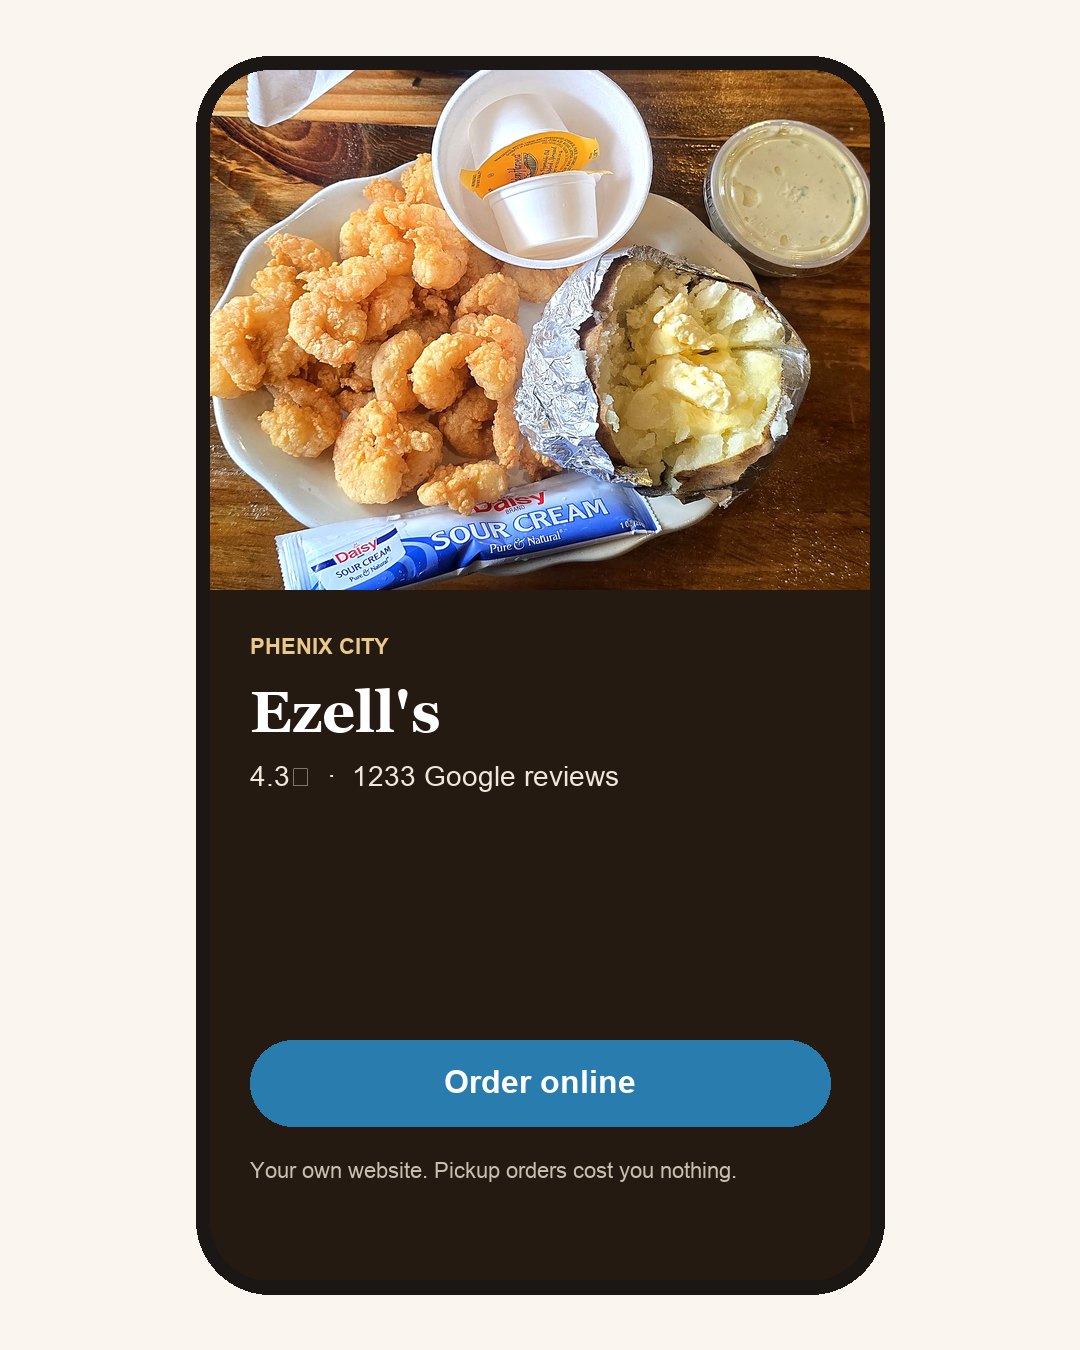 Daisy
BRAND
SOUR CREAM
Pure & Natural
Daisy
SOUR CREAM
Pure & Natural
PHENIX CITY
Ezell's
4.3□ · 1233 Google reviews
Order online
Your own website. Pickup orders cost you nothing.